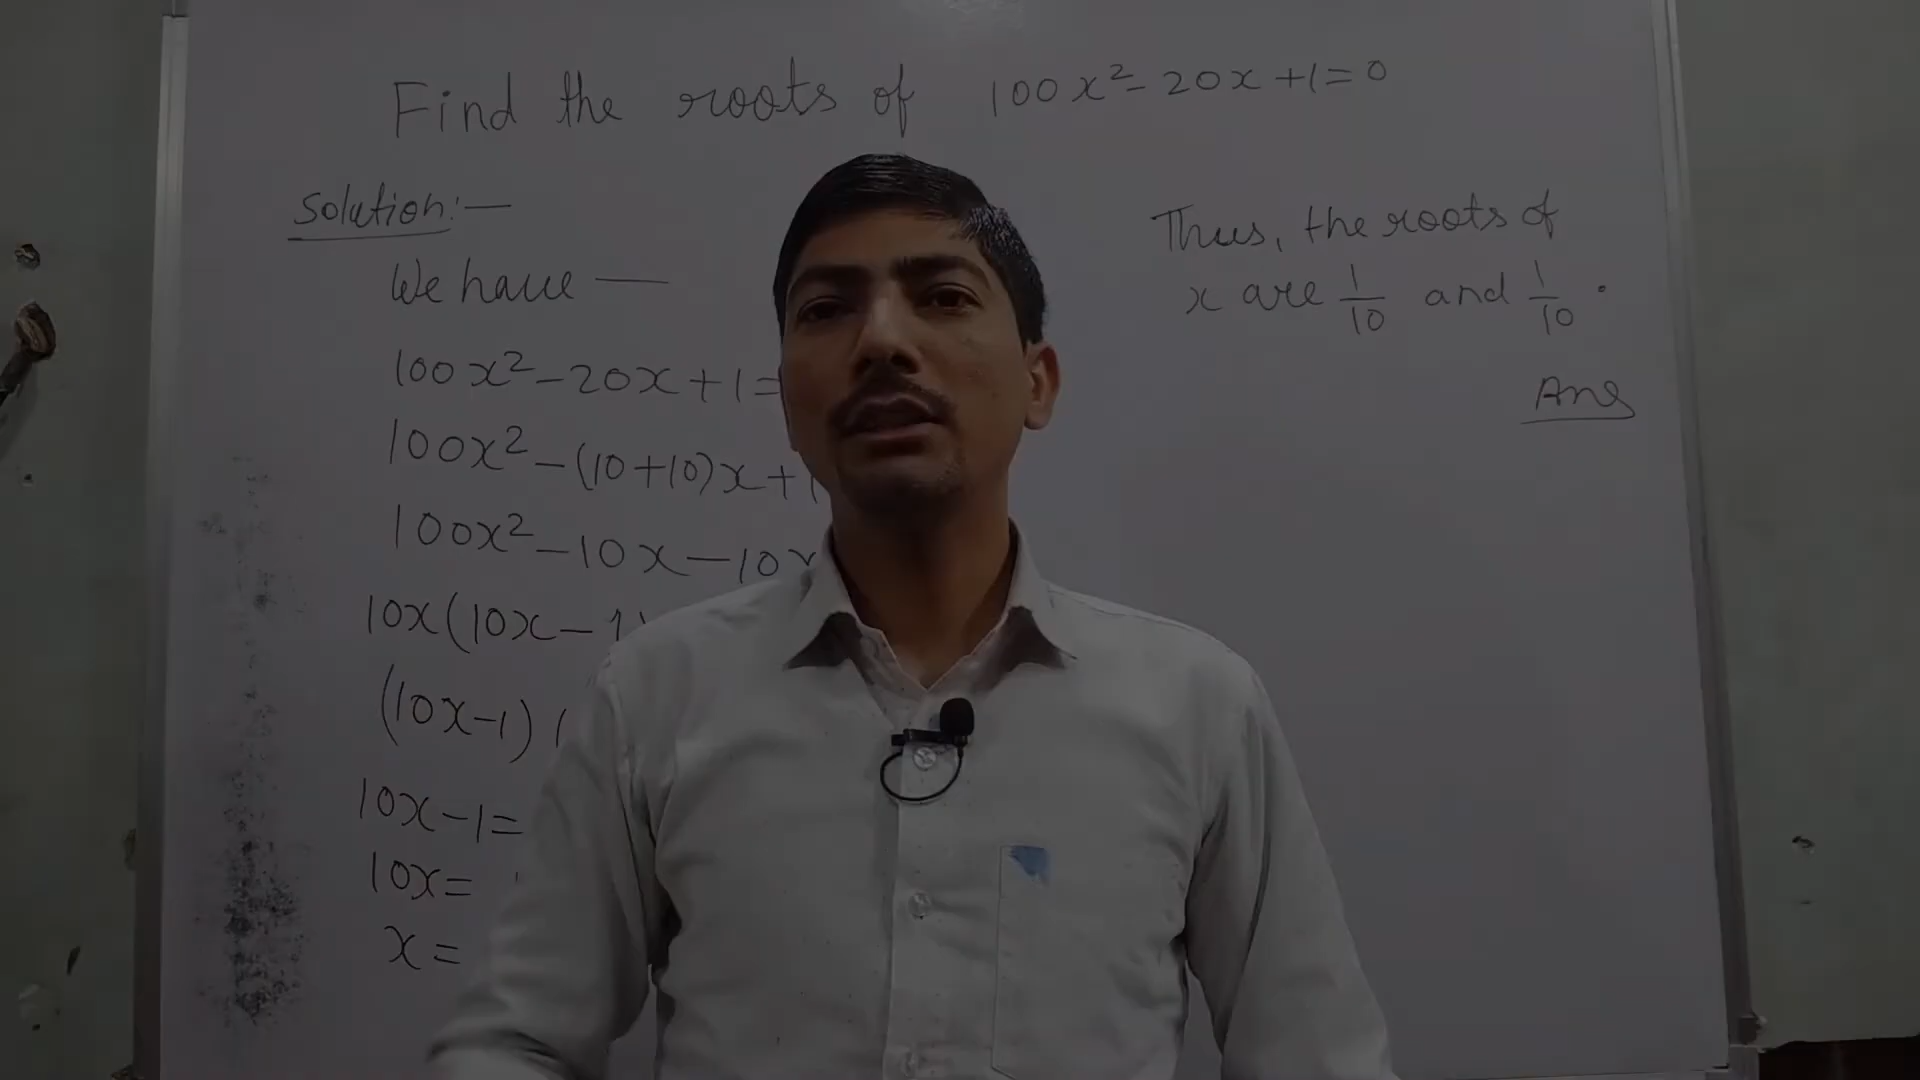 Find the roots of 100x²-20x+1=0
Solution:—
We have —
100x²-20x+1=
100x²-(10+10)x+1
100x²-10x-10x
10x(10x-1)
(10x-1)(
10x-1=
10x=
x=
Thus, the roots of
x are 1/10 and 1/10.
Ans